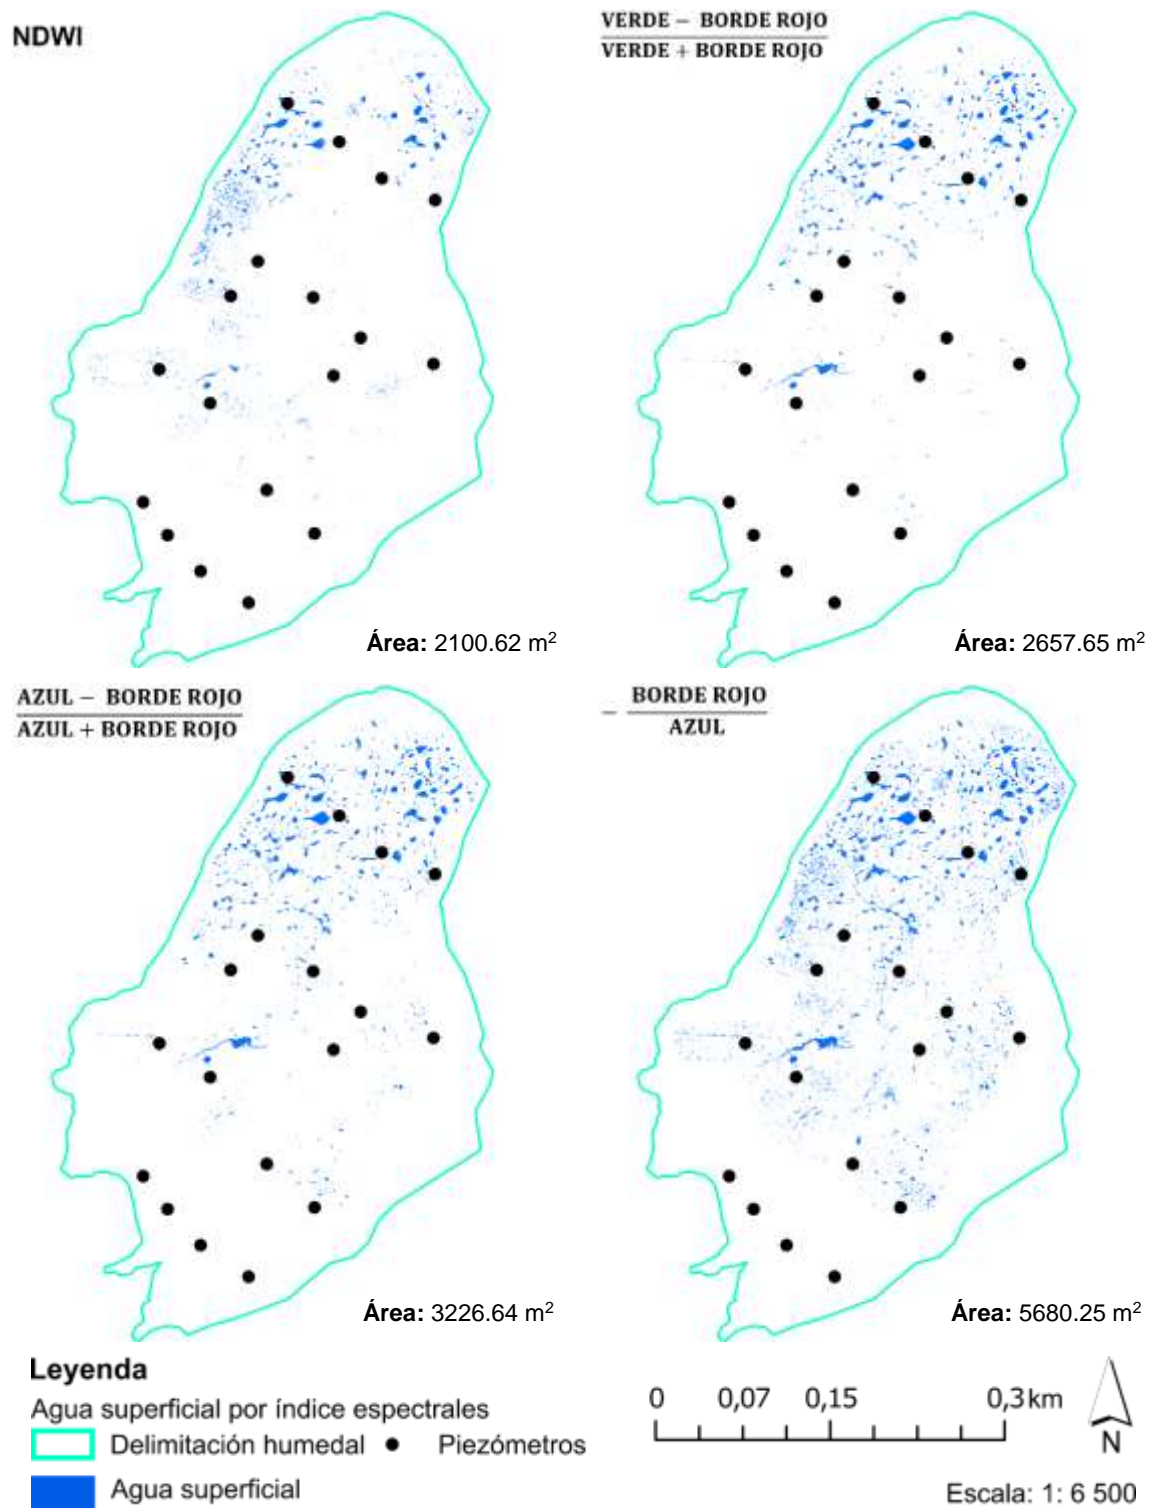 NDWI
VERDE − BORDE ROJO
VERDE + BORDE ROJO
Área: 2100.62 m²
Área: 2657.65 m²
AZUL − BORDE ROJO
AZUL + BORDE ROJO
− BORDE ROJO
AZUL
Área: 3226.64 m²
Área: 5680.25 m²
Leyenda
Agua superficial por índice espectrales
Delimitación humedal
Piezómetros
Agua superficial
0 0,07 0,15 0,3 km
N
Escala: 1: 6 500